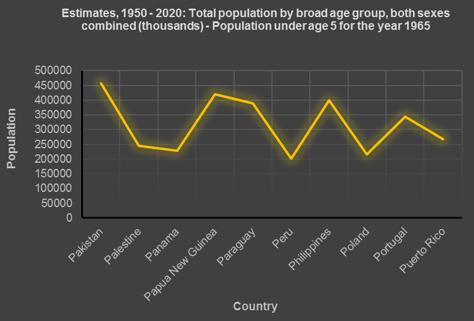 Estimates, 1950 - 2020: Total population by broad age group, both sexes
combined (thousands) - Population under age 5 for the year 1965
500000
450000
400000
350000
300000
250000
200000
150000
100000
50000
0
Population
Pakistan
Palestine
Panama
Papua New Guinea
Paraguay
Peru
Philippines
Poland
Portugal
Puerto Rico
Country